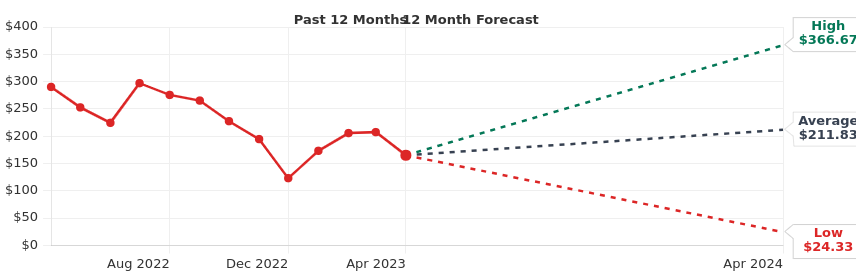 Past 12 Months
12 Month Forecast
$400
$350
$300
$250
$200
$150
$100
$50
$0
High
$366.67
Average
$211.83
Low
$24.33
Aug 2022
Dec 2022
Apr 2023
Apr 2024